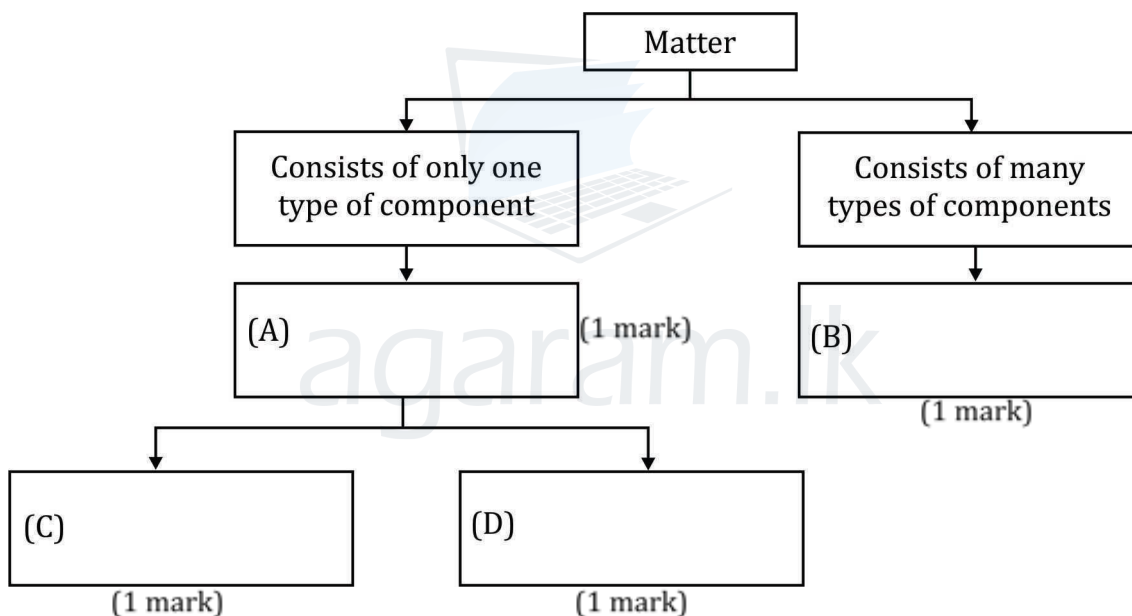 Matter
Consists of only one
type of component
Consists of many
types of components
(A)
(1 mark)
(B)
(1 mark)
agaram.lk
(C)
(D)
(1 mark)
(1 mark)